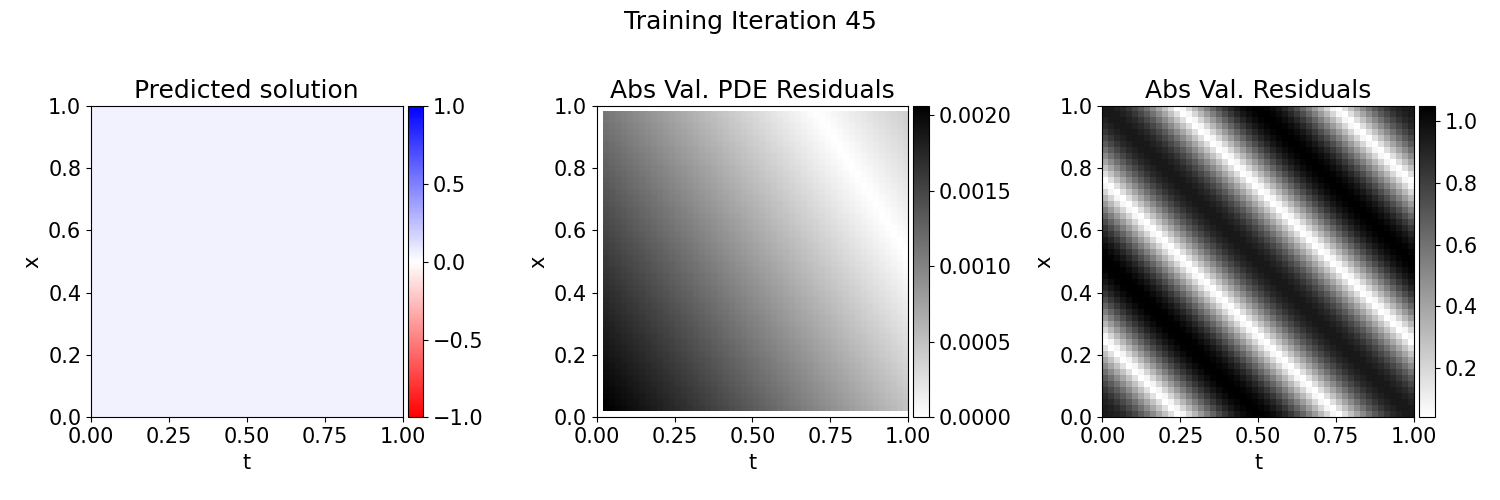 Training Iteration 45
Predicted solution
Abs Val. PDE Residuals
Abs Val. Residuals
1.0
0.8
0.6
0.4
0.2
0.0
x
0.00 0.25 0.50 0.75 1.00
t
1.0
0.5
0.0
−0.5
−1.0
1.0
0.8
0.6
0.4
0.2
0.0
x
0.00 0.25 0.50 0.75 1.00
t
0.0020
0.0015
0.0010
0.0005
0.0000
1.0
0.8
0.6
0.4
0.2
0.0
x
0.00 0.25 0.50 0.75 1.00
t
1.0
0.8
0.6
0.4
0.2